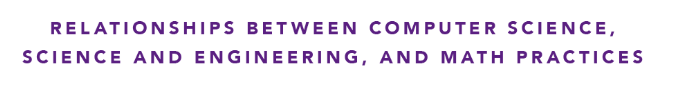 RELATIONSHIPS BETWEEN COMPUTER SCIENCE,
SCIENCE AND ENGINEERING, AND MATH PRACTICES